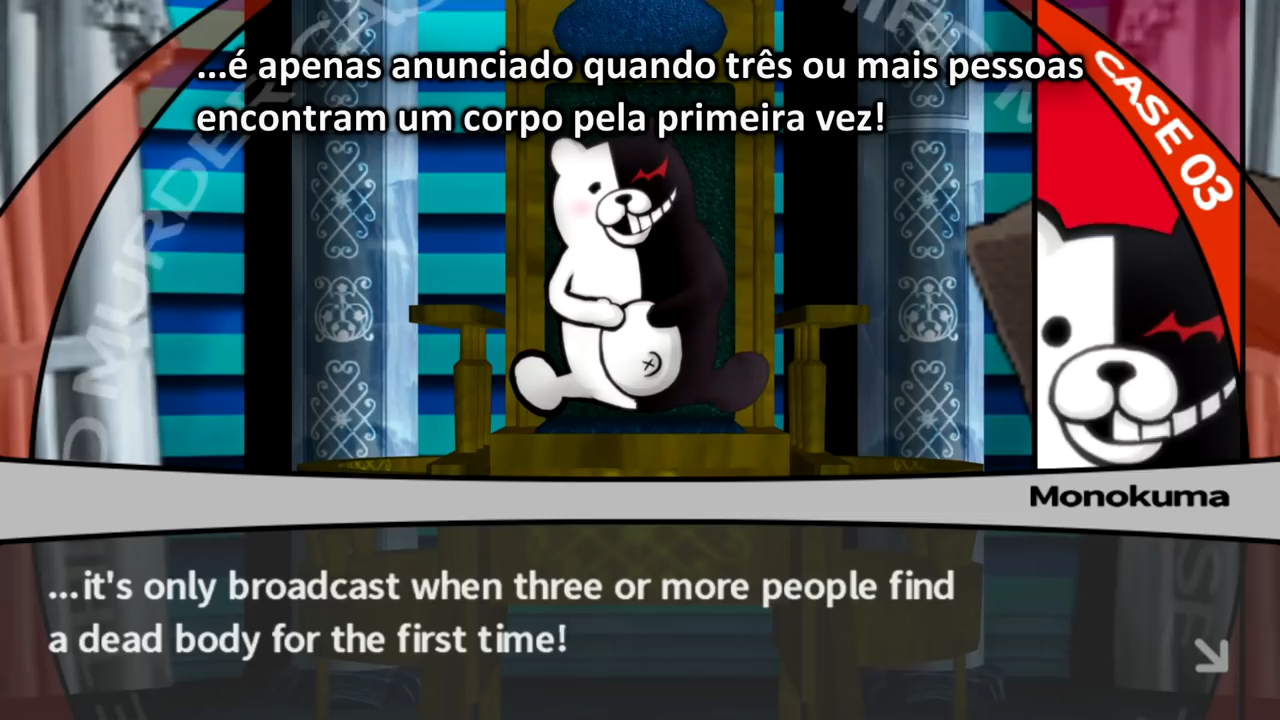 ...é apenas anunciado quando três ou mais pessoas
encontram um corpo pela primeira vez!
CASE 03
Monokuma
...it's only broadcast when three or more people find
a dead body for the first time!